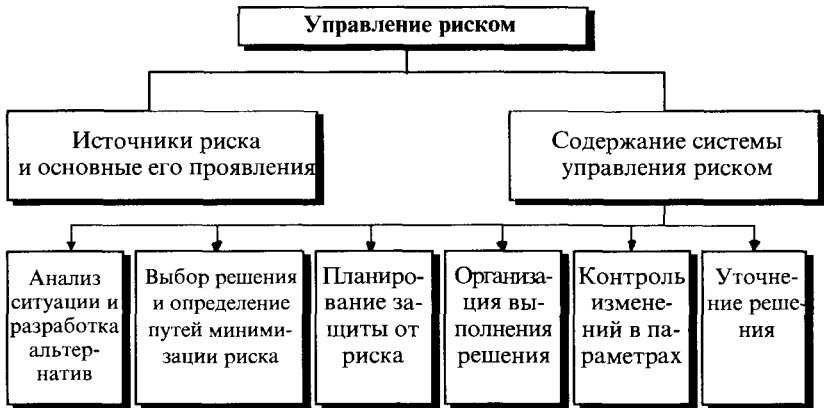 Управление риском
Источники риска
и основные его проявления
Содержание системы
управления риском
Анализ
ситуации и
разработка
альтер-
натив
Выбор решения
и определение
путей миними-
зации риска
Планиро-
вание за-
щиты от
риска
Организа-
ция вы-
полнения
решения
Контроль
измене-
ний в па-
раметрах
Уточне-
ние реше-
ния